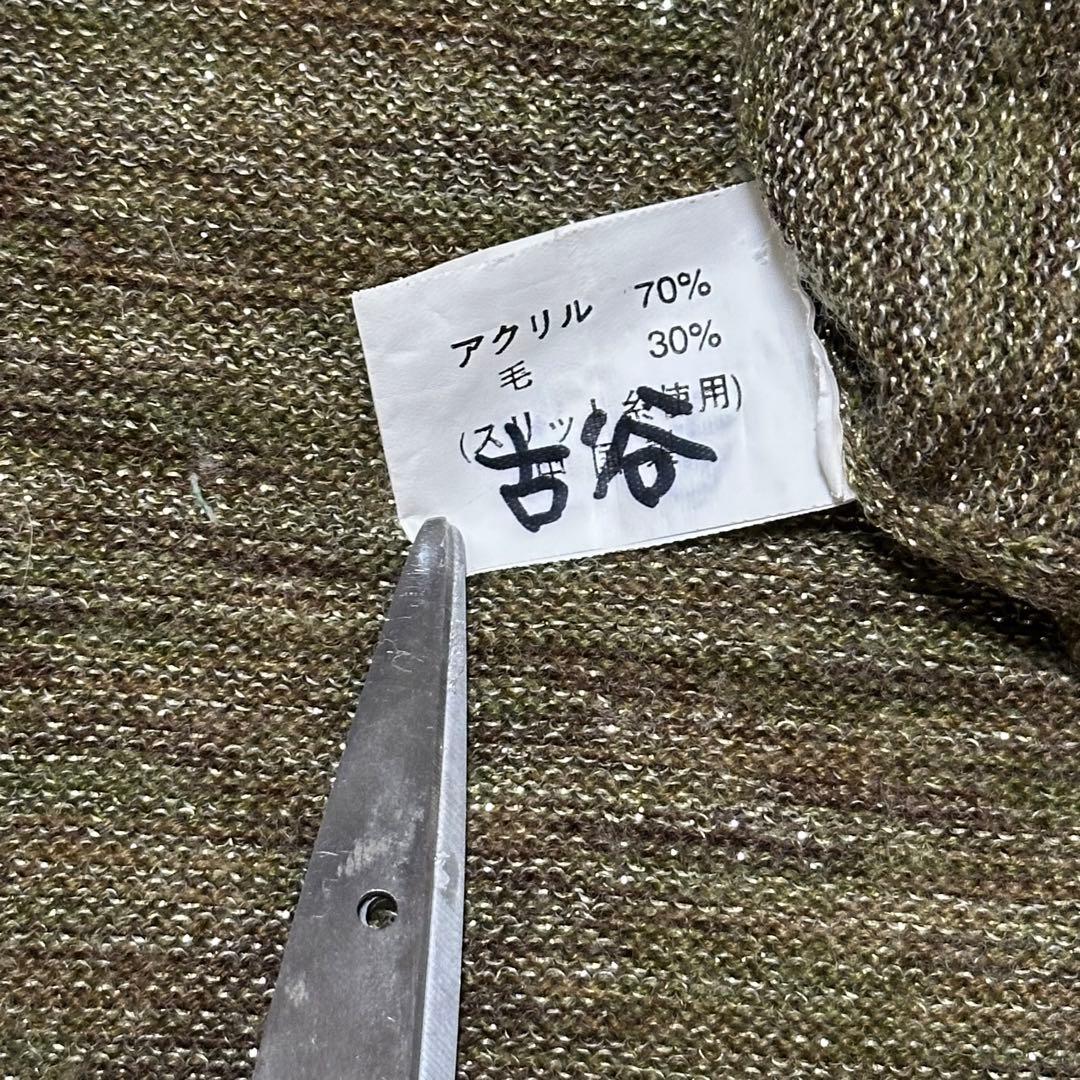 アクリル 70%
毛 30%
(スリット糸使用)
古谷